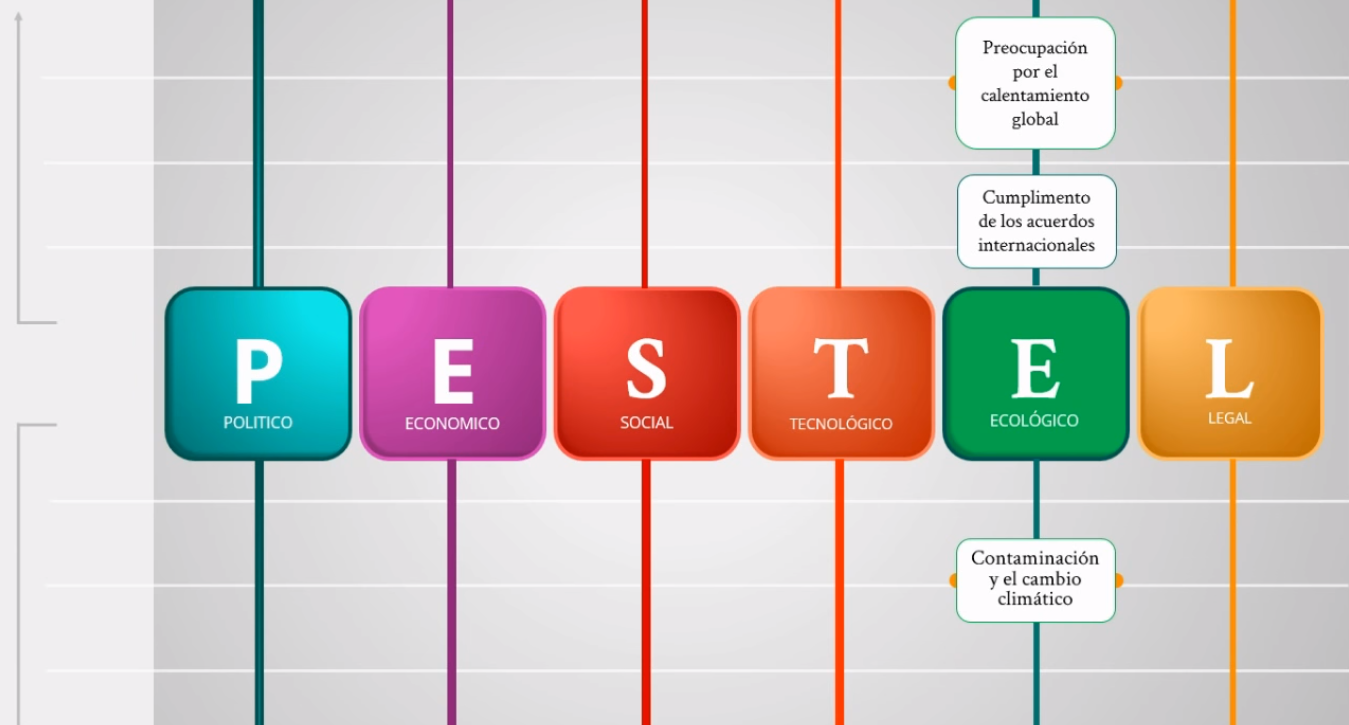 Preocupación
por el
calentamiento
global
Cumplimento
de los acuerdos
internacionales
P
POLITICO
E
ECONOMICO
S
SOCIAL
T
TECNOLÓGICO
E
ECOLÓGICO
L
LEGAL
Contaminación
y el cambio
climático